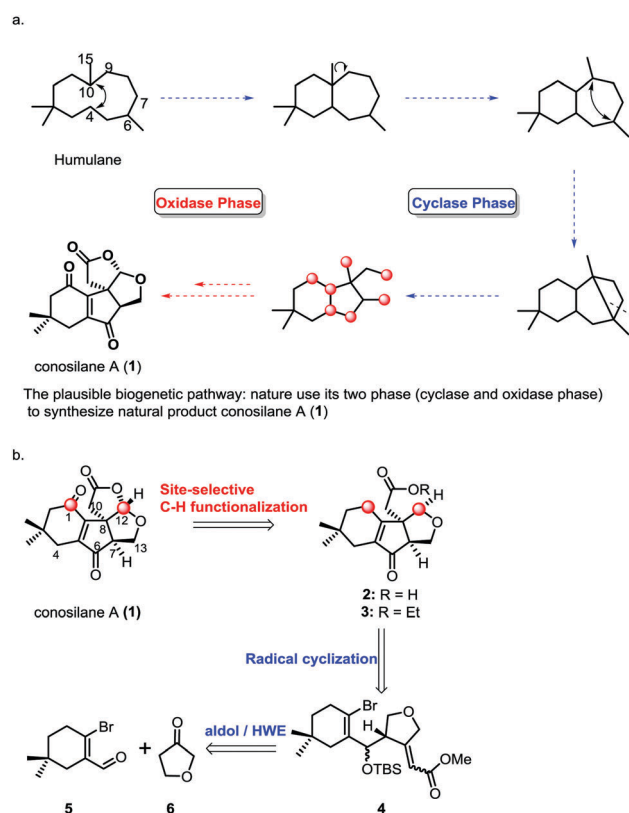 a.
15
9
10
7
4
6
Humulane
Oxidase Phase
Cyclase Phase
O
O
O
O
O
conosilane A (1)
The plausible biogenetic pathway: nature use its two phase (cyclase and oxidase phase)
to synthesize natural product conosilane A (1)
b.
O
O
H
O
10
1
12
O
8
13
4
6
7
H
O
conosilane A (1)
Site-selective
C-H functionalization
O
OR
H
O
H
O
2: R = H
3: R = Et
Radical cyclization
Br
O
H
OTBS
OMe
O
4
aldol / HWE
Br
O
5
+
O
O
6